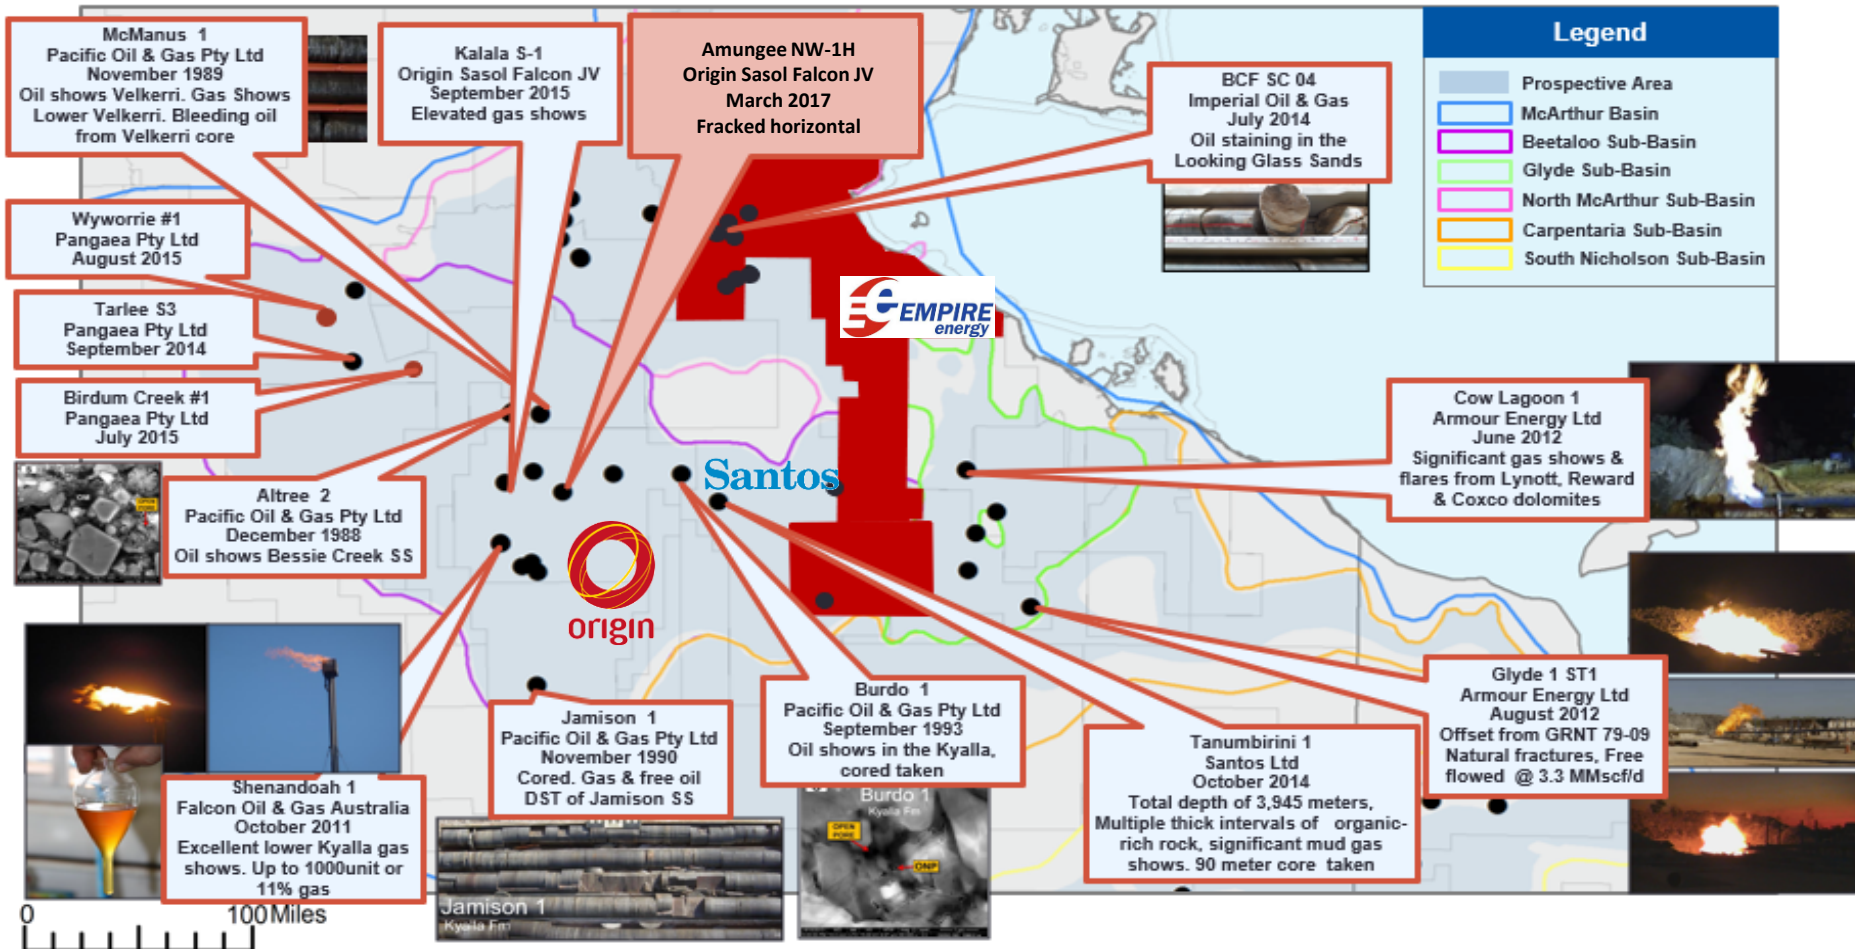 McManus 1
Pacific Oil & Gas Pty Ltd
November 1989
Oil shows Velkerri. Gas Shows
Lower Velkerri. Bleeding oil
from Velkerri core
Kalala S-1
Origin Sasol Falcon JV
September 2015
Elevated gas shows
Amungee NW-1H
Origin Sasol Falcon JV
March 2017
Fracked horizontal
BCF SC 04
Imperial Oil & Gas
July 2014
Oil staining in the
Looking Glass Sands
Legend
Prospective Area
McArthur Basin
Beetaloo Sub-Basin
Glyde Sub-Basin
North McArthur Sub-Basin
Carpentaria Sub-Basin
South Nicholson Sub-Basin
Wyworrie #1
Pangaea Pty Ltd
August 2015
Tarlee S3
Pangaea Pty Ltd
September 2014
Birdum Creek #1
Pangaea Pty Ltd
July 2015
EMPIRE
energy
Santos
origin
Cow Lagoon 1
Armour Energy Ltd
June 2012
Significant gas shows &
flares from Lynott, Reward
& Coxco dolomites
OPEN
PORE
Altree 2
Pacific Oil & Gas Pty Ltd
December 1988
Oil shows Bessie Creek SS
Shenandoah 1
Falcon Oil & Gas Australia
October 2011
Excellent lower Kyalla gas
shows. Up to 1000unit or
11% gas
Jamison 1
Pacific Oil & Gas Pty Ltd
November 1990
Cored. Gas & free oil
DST of Jamison SS
Burdo 1
Pacific Oil & Gas Pty Ltd
September 1993
Oil shows in the Kyalla,
cored taken
Tanumbirini 1
Santos Ltd
October 2014
Total depth of 3,945 meters,
Multiple thick intervals of organic-
rich rock, significant mud gas
shows. 90 meter core taken
Glyde 1 ST1
Armour Energy Ltd
August 2012
Offset from GRNT 79-09
Natural fractures, Free
flowed @ 3.3 MMscf/d
Burdo 1
Kyalla Fm
OPEN
PORE
ONP
Jamison 1
Kyalla Fm
0
100 Miles